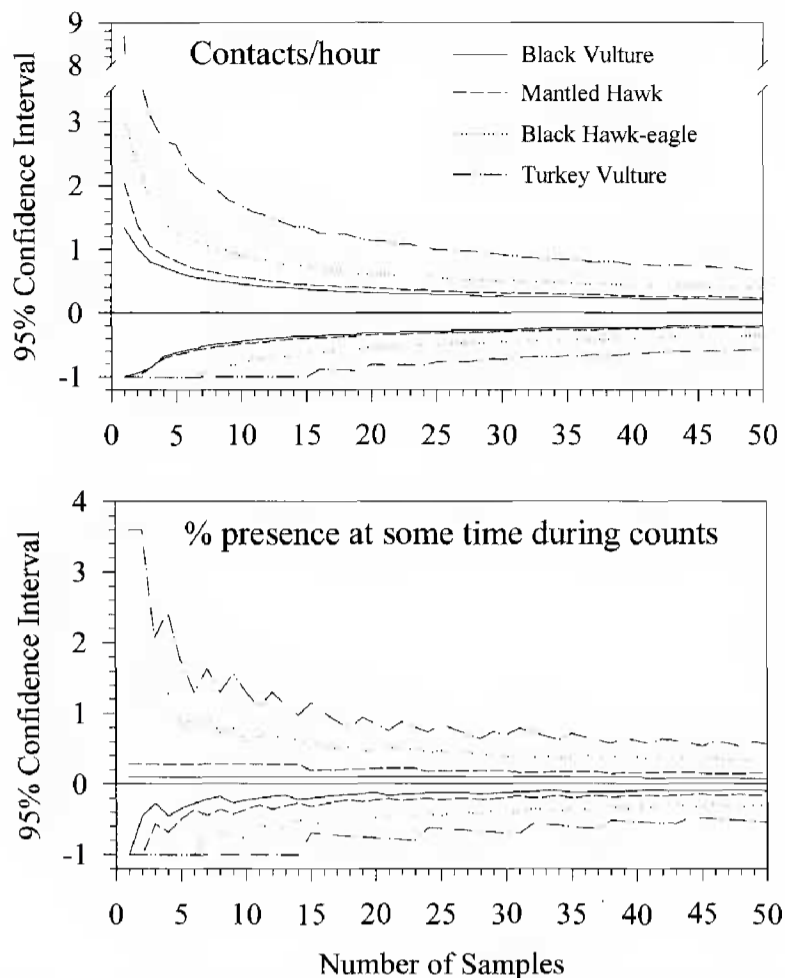 9
8
3
2
1
0
-1
95% Confidence Interval
Contacts/hour
Black Vulture
Mantled Hawk
Black Hawk-eagle
Turkey Vulture
0 5 10 15 20 25 30 35 40 45 50
4
3
2
1
0
-1
95% Confidence Interval
% presence at some time during counts
0 5 10 15 20 25 30 35 40 45 50
Number of Samples